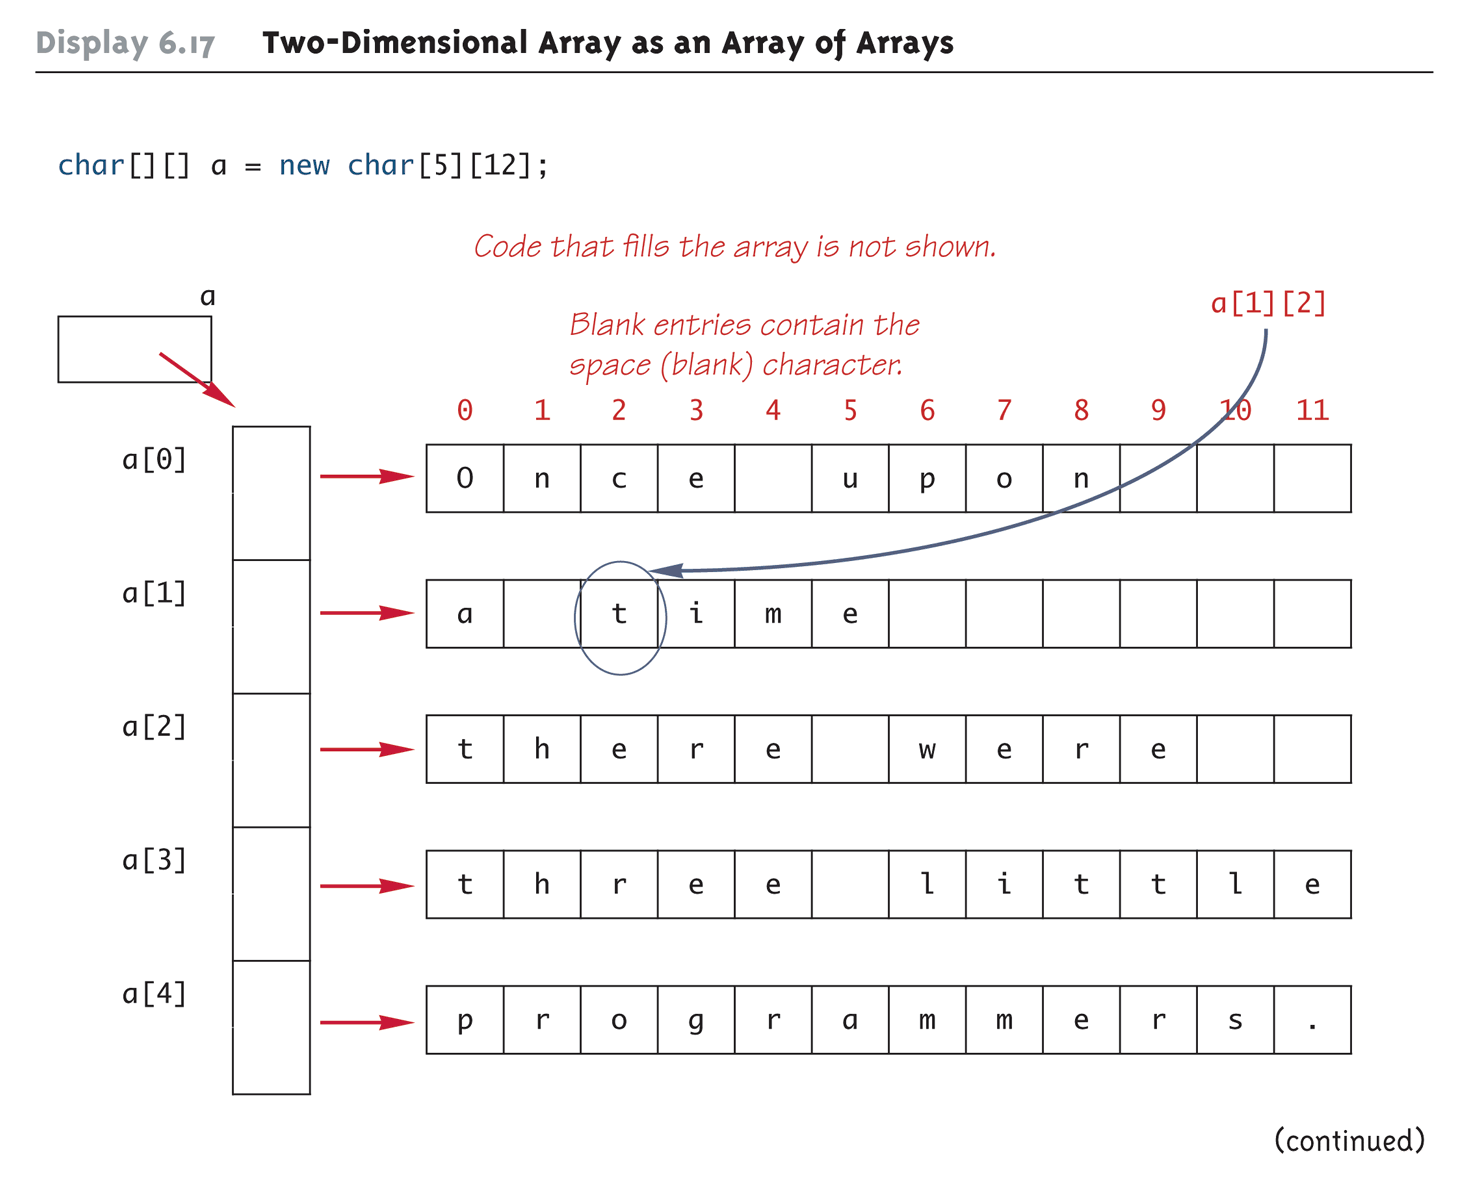 Display 6.17 Two-Dimensional Array as an Array of Arrays
char[][] a = new char[5][12];
Code that fills the array is not shown.
a
Blank entries contain the
space (blank) character.
a[1][2]
0 1 2 3 4 5 6 7 8 9 10 11
a[0] O n c e u p o n
a[1] a t i m e
a[2] t h e r e w e r e
a[3] t h r e e l i t t l e
a[4] p r o g r a m m e r s .
(continued)